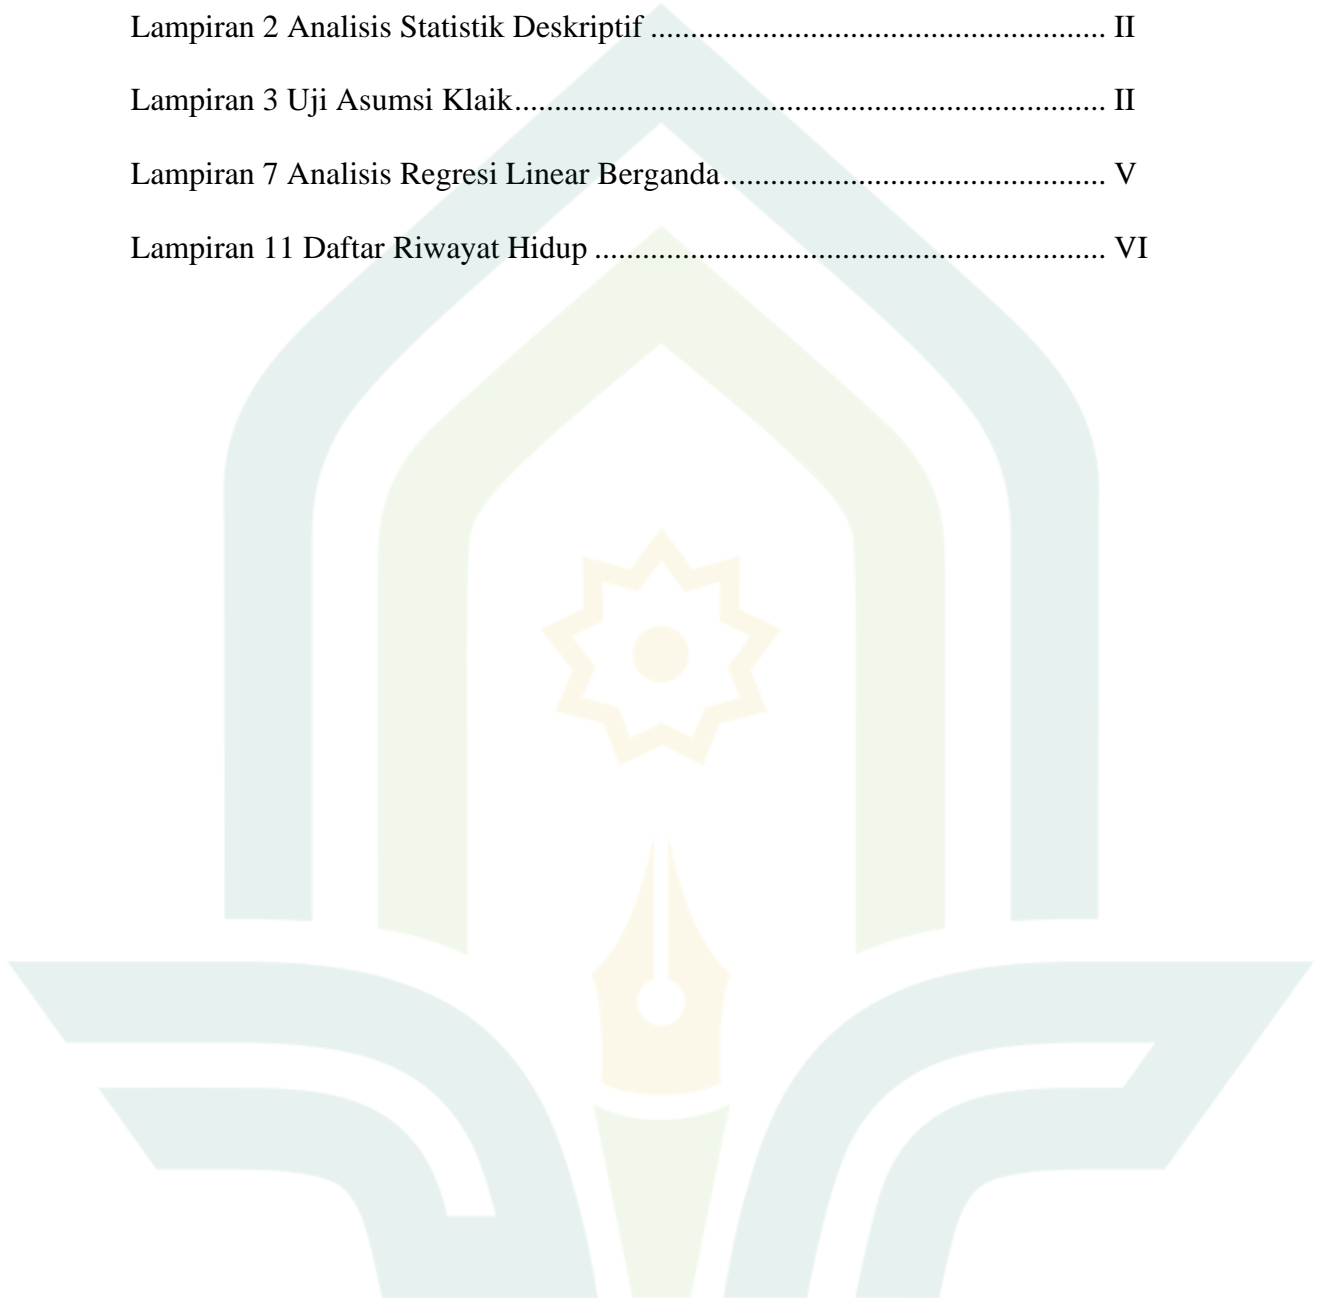 Lampiran 2 Analisis Statistik Deskriptif ........................................................ II
Lampiran 3 Uji Asumsi Klaik......................................................................... II
Lampiran 7 Analisis Regresi Linear Berganda............................................... V
Lampiran 11 Daftar Riwayat Hidup ............................................................... VI